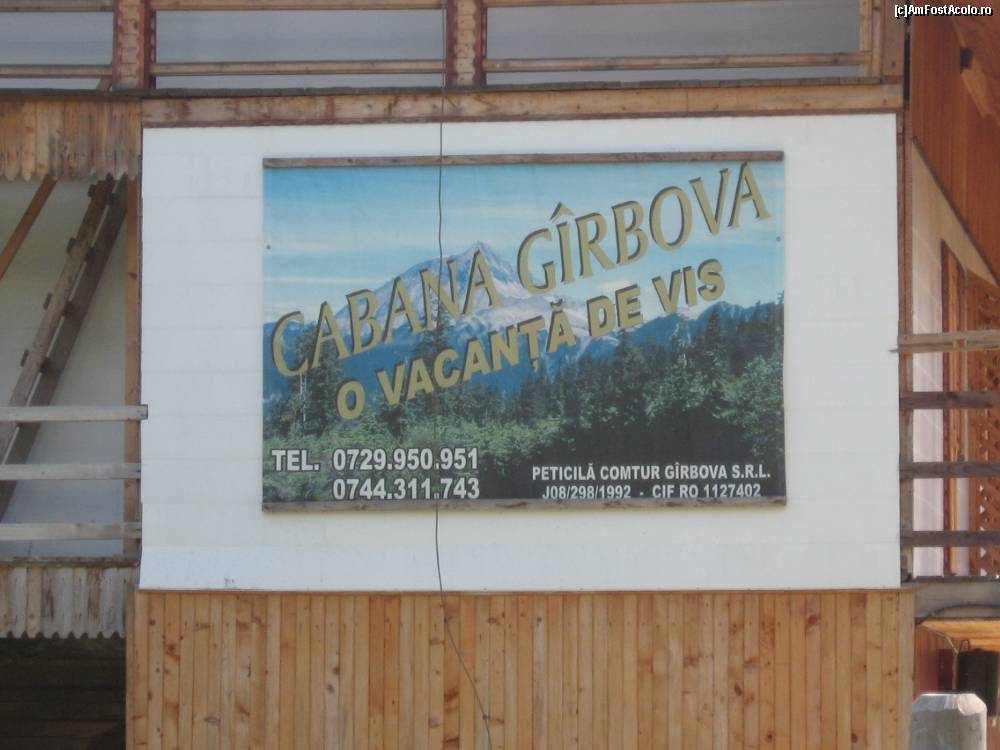 [c]AmFostAcolo.ro
CABANA GÎRBOVA
O VACANȚĂ DE VIS
TEL. 0729.950.951
0744.311.743
PETICILĂ COMTUR GÎRBOVA S.R.L.
J08/298/1992 - CIF RO 1127402